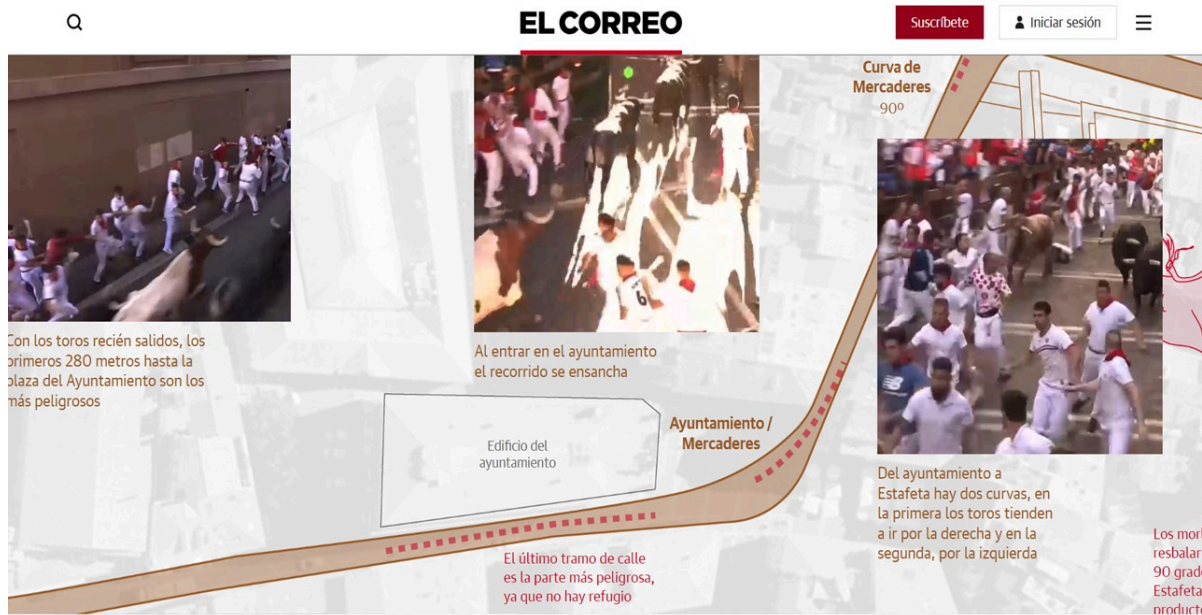 EL CORREO
Suscríbete
Iniciar sesión
Con los toros recién salidos, los
primeros 280 metros hasta la
plaza del Ayuntamiento son los
más peligrosos
6
Al entrar en el ayuntamiento
el recorrido se ensancha
Edificio del
ayuntamiento
Ayuntamiento /
Mercaderes
El último tramo de calle
es la parte más peligrosa,
ya que no hay refugio
Curva de
Mercaderes
90º
Del ayuntamiento a
Estafeta hay dos curvas, en
la primera los toros tienden
a ir por la derecha y en la
segunda, por la izquierda
Los
resbalar
90
Estafeta